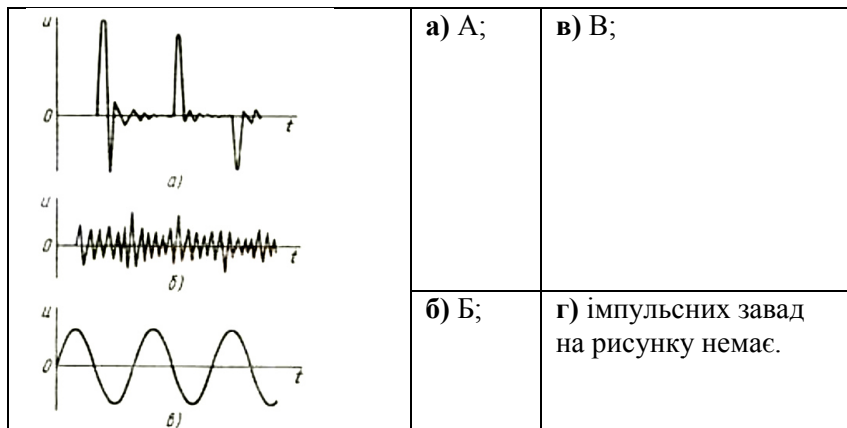 u
0
t
а)
u
0
t
б)
u
0
t
в)
а) А;
в) В;
б) Б;
г) імпульсних завад
на рисунку немає.